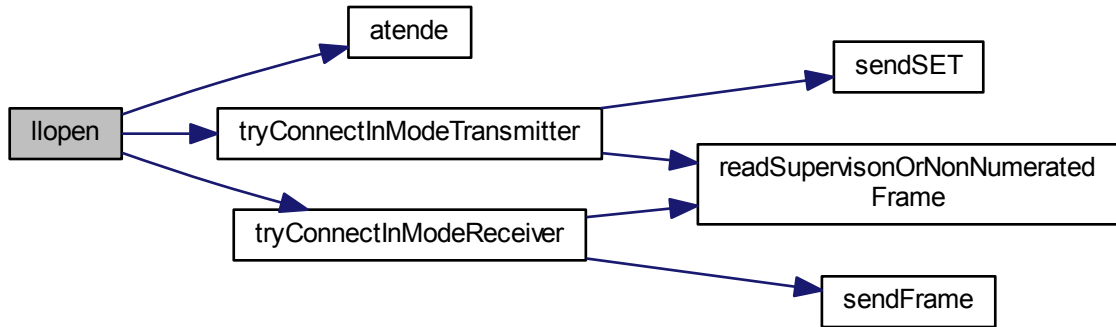 llopen
atende
tryConnectInModeTransmitter
tryConnectInModeReceiver
sendSET
readSupervisonOrNonNumerated
Frame
sendFrame